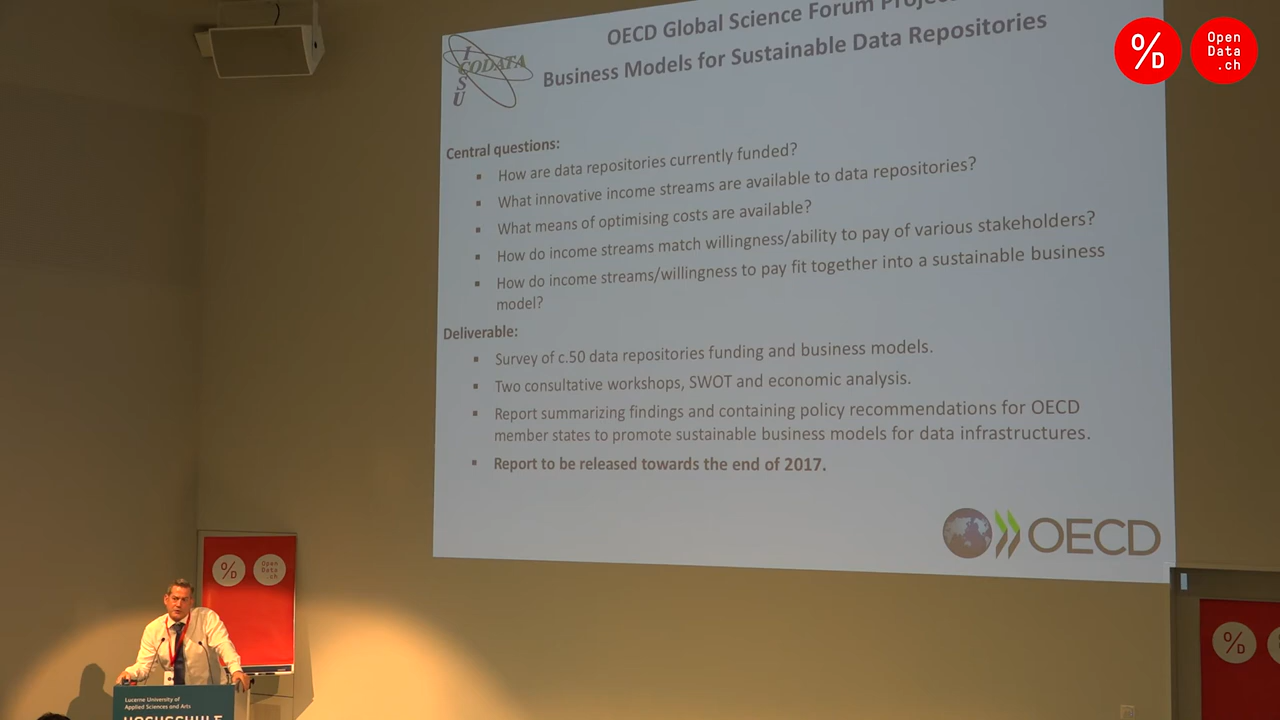 OECD Global Science Forum Projec
Business Models for Sustainable Data Repositories
I
CODATA
S
U
Central questions:
▪ How are data repositories currently funded?
▪ What innovative income streams are available to data repositories?
▪ What means of optimising costs are available?
▪ How do income streams match willingness/ability to pay of various stakeholders?
▪ How do income streams/willingness to pay fit together into a sustainable business
model?
Deliverable:
▪ Survey of c.50 data repositories funding and business models.
▪ Two consultative workshops, SWOT and economic analysis.
▪ Report summarizing findings and containing policy recommendations for OECD
member states to promote sustainable business models for data infrastructures.
▪ Report to be released towards the end of 2017.
OECD
%D
Open
Data
.ch
%D
Open
Data
.ch
Lucerne University of
Applied Sciences and Arts
HOCHSCHULE
%D